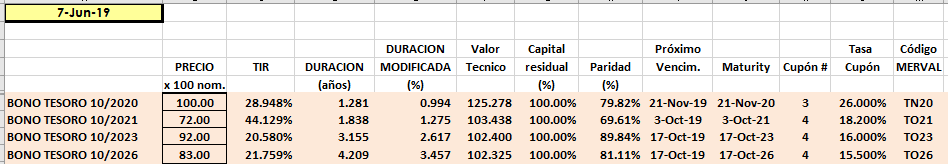 7-Jun-19
DURACION Valor Capital Próximo Tasa Código
PRECIO TIR DURACION MODIFICADA Tecnico residual Paridad Vencim. Maturity Cupón # Cupón MERVAL
x 100 nom. (años) (%) (%) (%)
BONO TESORO 10/2020 100.00 28.948% 1.281 0.994 125.278 100.00% 79.82% 21-Nov-19 21-Nov-20 3 26.000% TN20
BONO TESORO 10/2021 72.00 44.129% 1.838 1.275 103.438 100.00% 69.61% 3-Oct-19 3-Oct-21 4 18.200% TO21
BONO TESORO 10/2023 92.00 20.580% 3.155 2.617 102.400 100.00% 89.84% 17-Oct-19 17-Oct-23 4 16.000% TO23
BONO TESORO 10/2026 83.00 21.759% 4.209 3.457 102.325 100.00% 81.11% 17-Oct-19 17-Oct-26 4 15.500% TO26